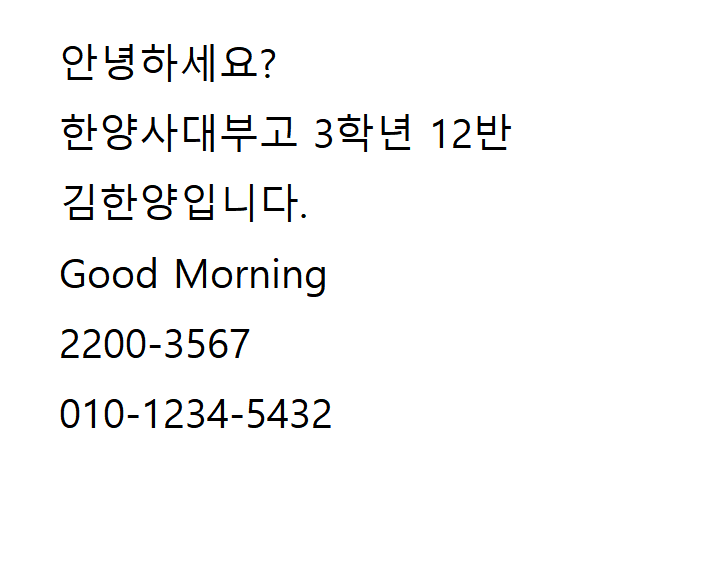 안녕하세요?
한양사대부고 3학년 12반
김한양입니다.
Good Morning
2200-3567
010-1234-5432